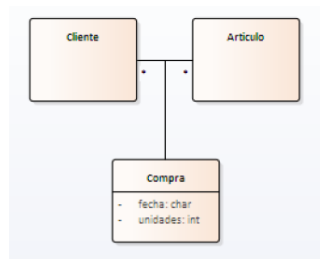 Cliente
Articulo
*
*
Compra
- fecha: char
- unidades: int